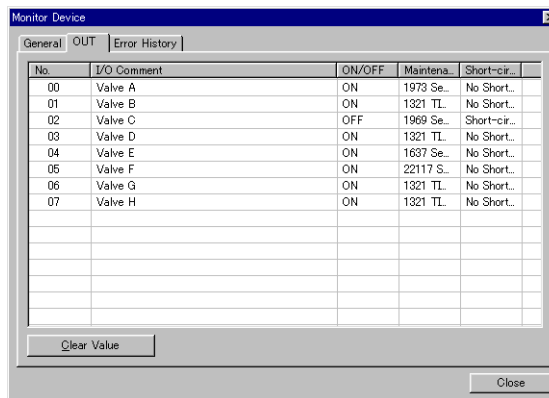 Monitor Device
General OUT Error History
No. I/O Comment ON/OFF Maintena... Short-cir...
00 Valve A ON 1973 Se... No Short...
01 Valve B ON 1321 TI... No Short...
02 Valve C OFF 1969 Se... Short-cir...
03 Valve D ON 1321 TI... No Short...
04 Valve E ON 1637 Se... No Short...
05 Valve F ON 22117 S... No Short...
06 Valve G ON 1321 TI... No Short...
07 Valve H ON 1321 TI... No Short...
Clear Value
Close